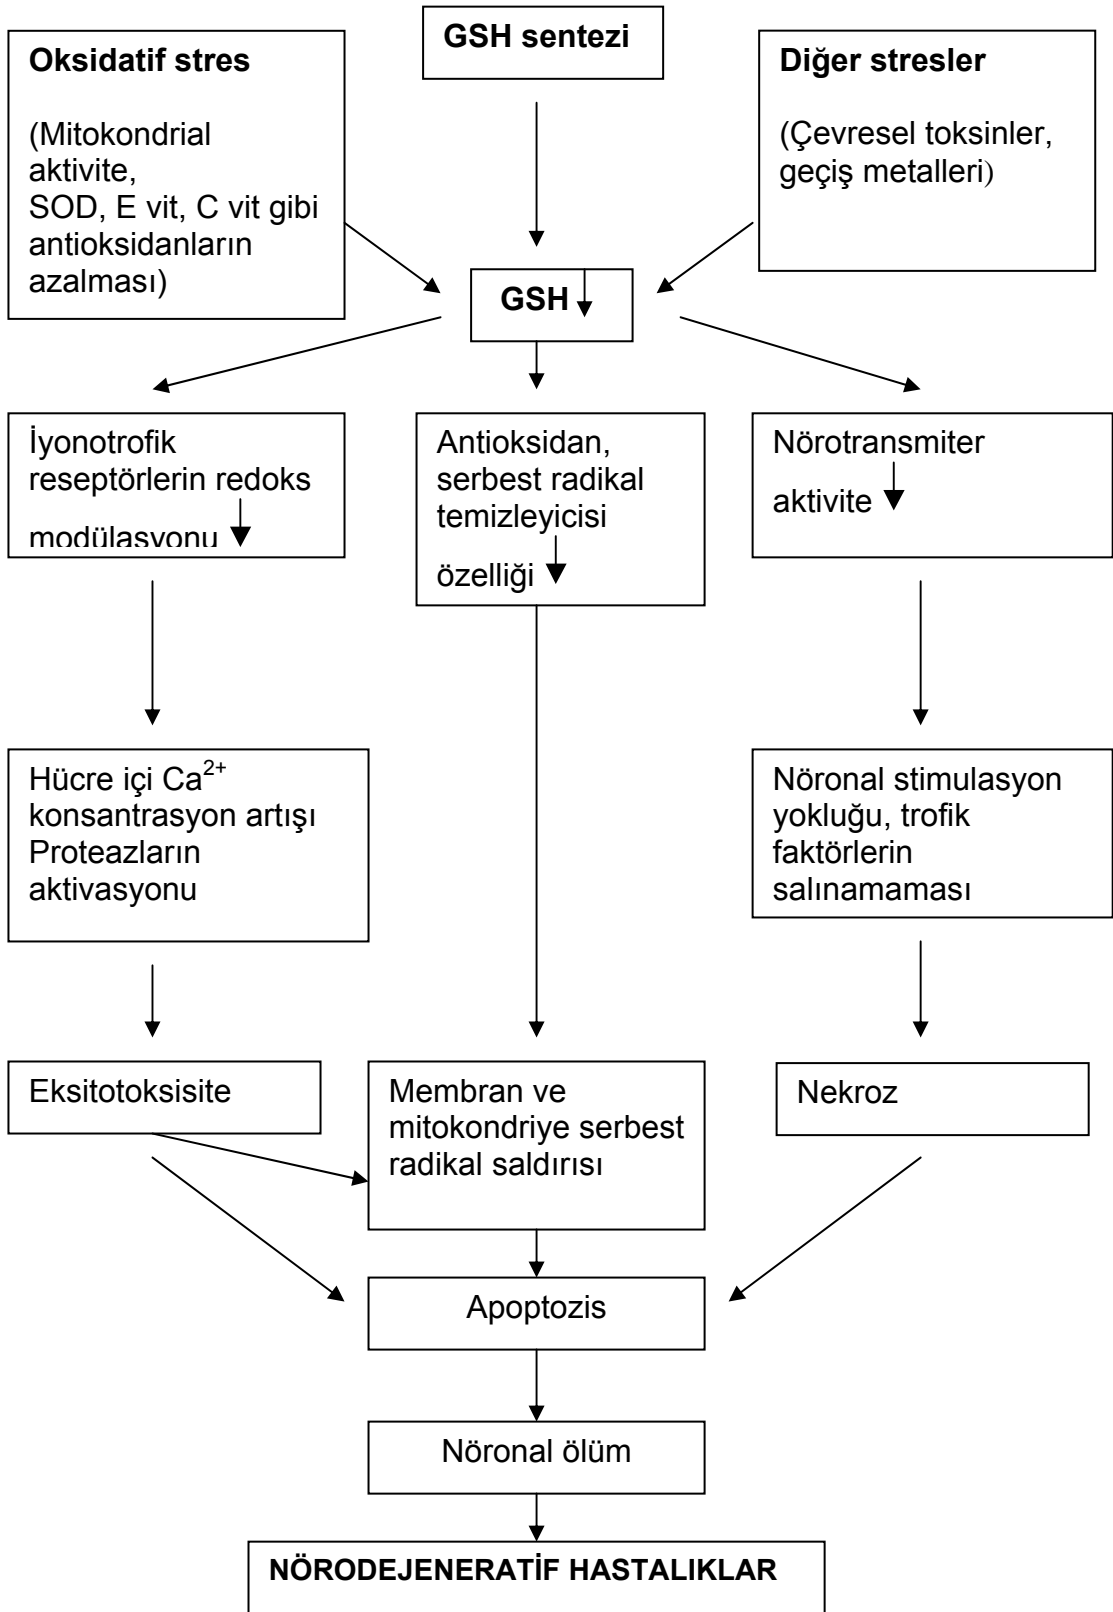 GSH sentezi
Oksidatif stres
(Mitokondrial
aktivite,
SOD, E vit, C vit gibi
antioksidanların
azalması)
Diğer stresler
(Çevresel toksinler,
geçiş metalleri)
GSH
İyonotrofik
reseptörlerin redoks
modülasyonu
Antioksidan,
serbest radikal
temizleyicisi
özelliği
Nörotransmiter
aktivite
Hücre içi Ca²⁺
konsantrasyon artışı
Proteazların
aktivasyonu
Nöronal stimulasyon
yokluğu, trofik
faktörlerin
salınamaması
Eksitotoksisite
Membran ve
mitokondriye serbest
radikal saldırısı
Nekroz
Apoptozis
Nöronal ölüm
NÖRODEJENERATİF HASTALIKLAR